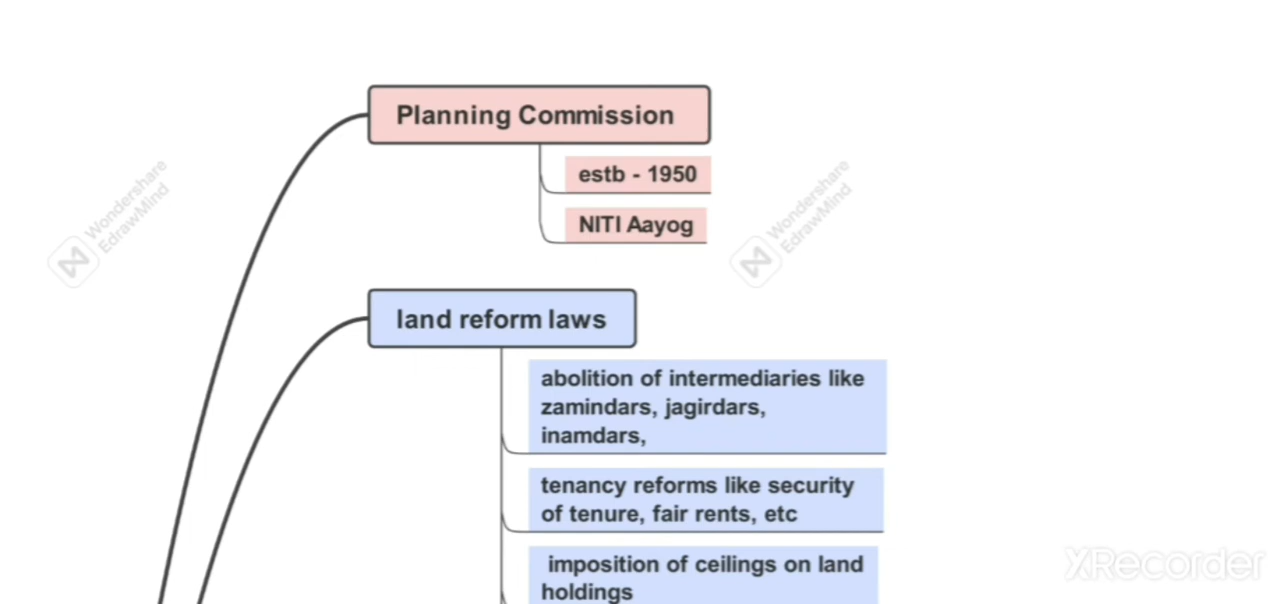 Planning Commission
estb - 1950
NITI Aayog
Wondershare
EdrawMind
Wondershare
EdrawMind
land reform laws
abolition of intermediaries like
zamindars, jagirdars,
inamdars,
tenancy reforms like security
of tenure, fair rents, etc
imposition of ceilings on land
holdings
XRecorder